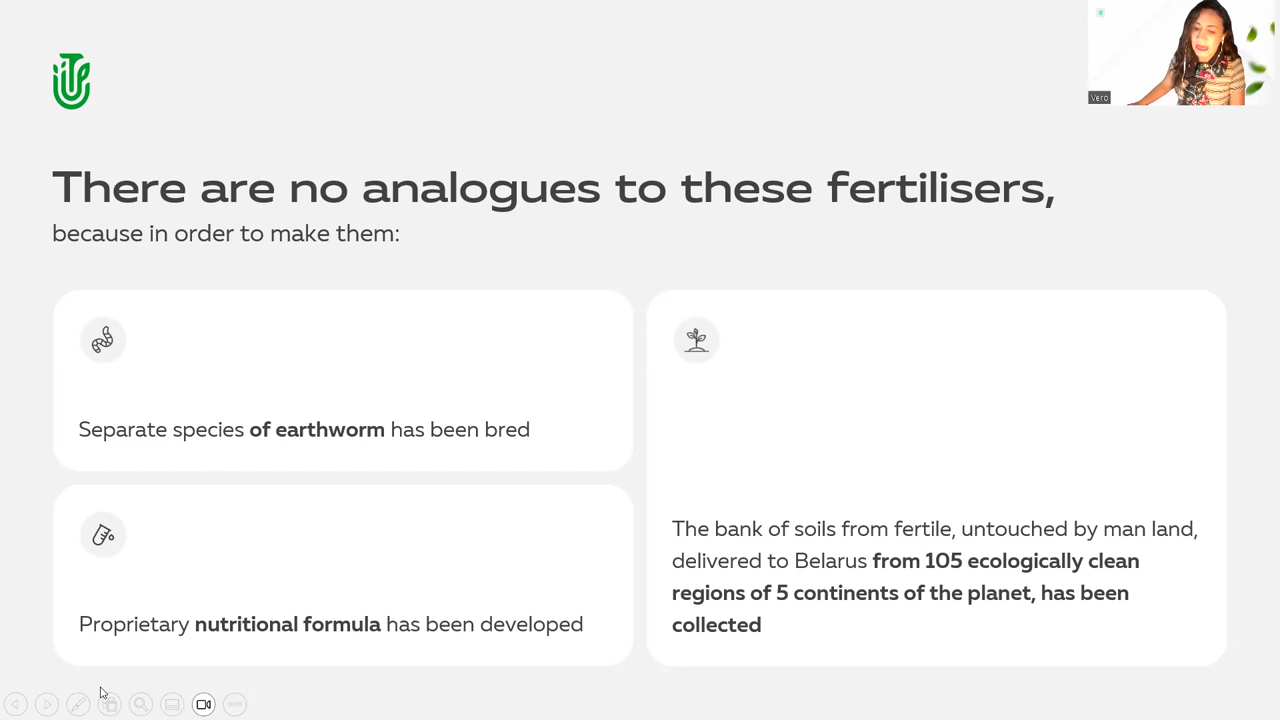 There are no analogues to these fertilisers,
because in order to make them:
Separate species of earthworm has been bred
Proprietary nutritional formula has been developed
The bank of soils from fertile, untouched by man land,
delivered to Belarus from 105 ecologically clean
regions of 5 continents of the planet, has been
collected
Vero